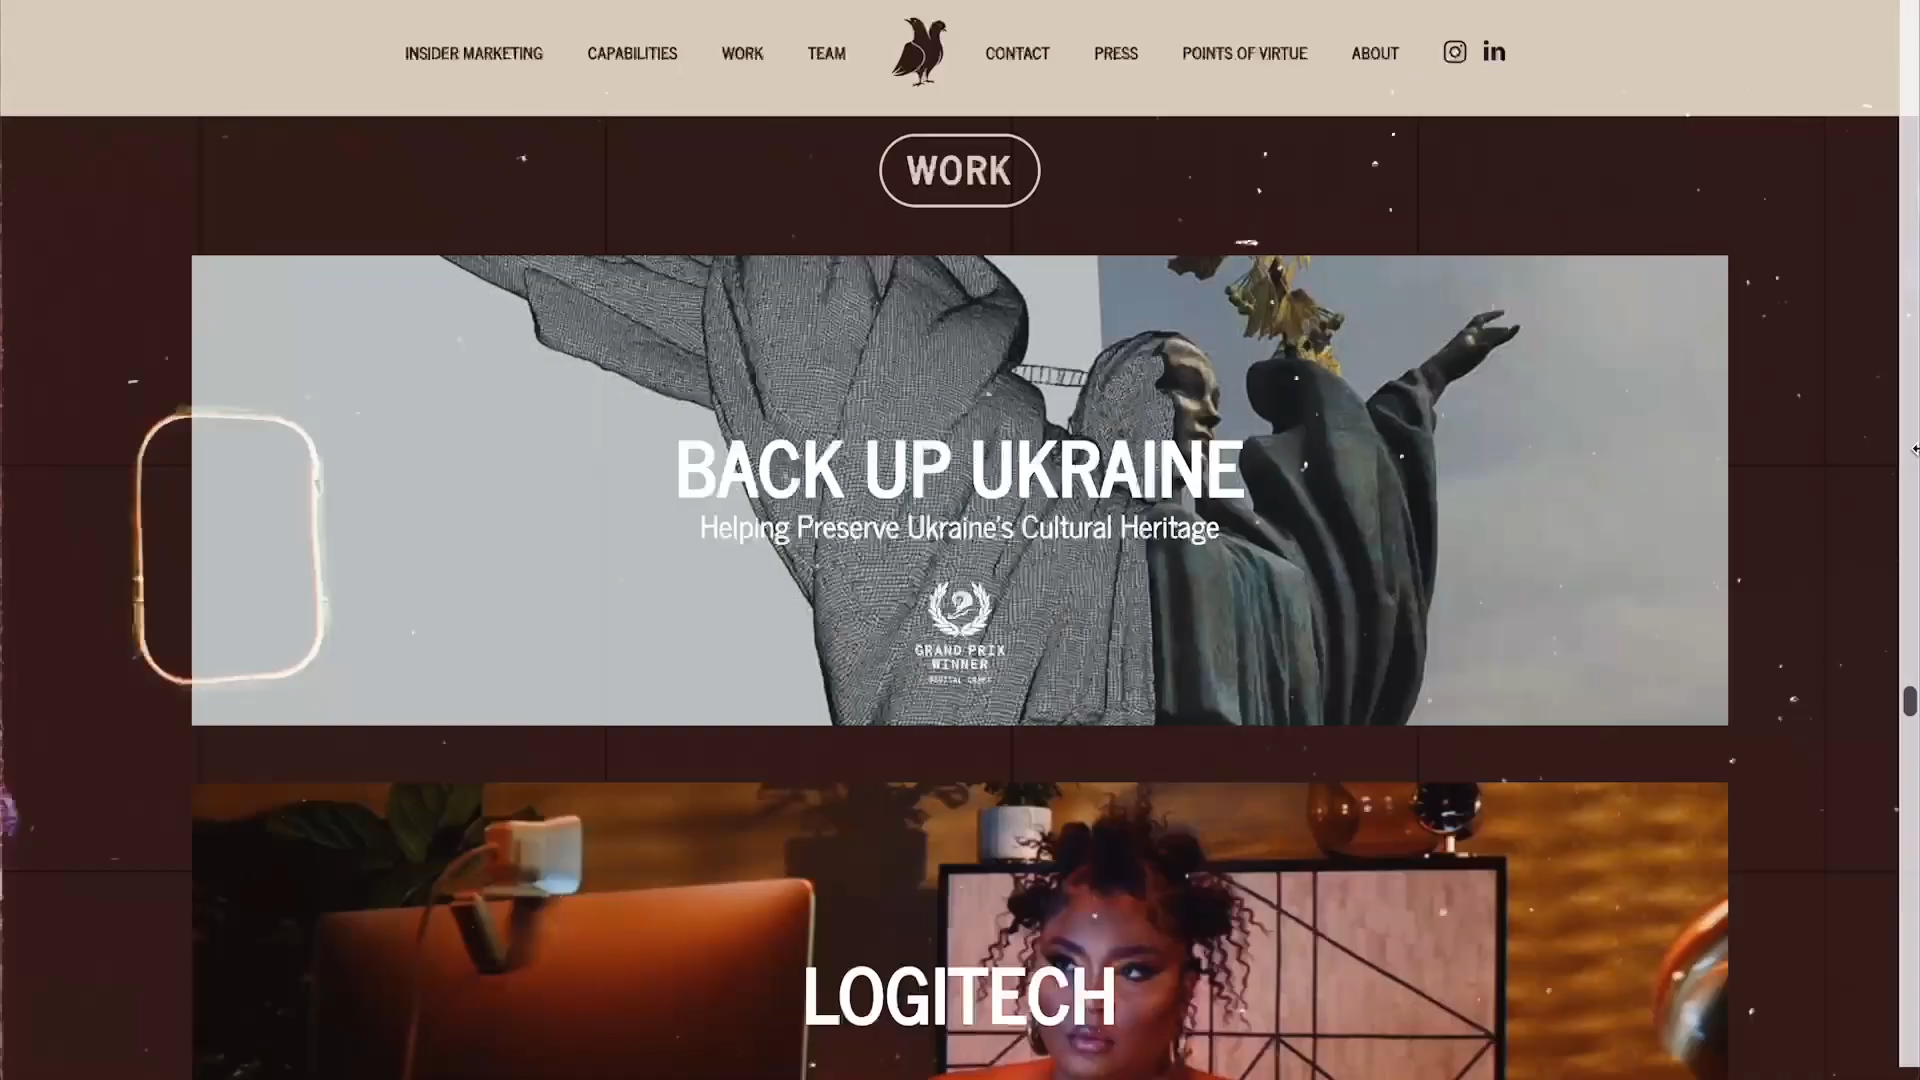 INSIDER MARKETING
CAPABILITIES
WORK
TEAM
CONTACT
PRESS
POINTS OF VIRTUE
ABOUT
in
WORK
BACK UP UKRAINE
Helping Preserve Ukraine's Cultural Heritage
GRAND PRIX
WINNER
LOGITECH